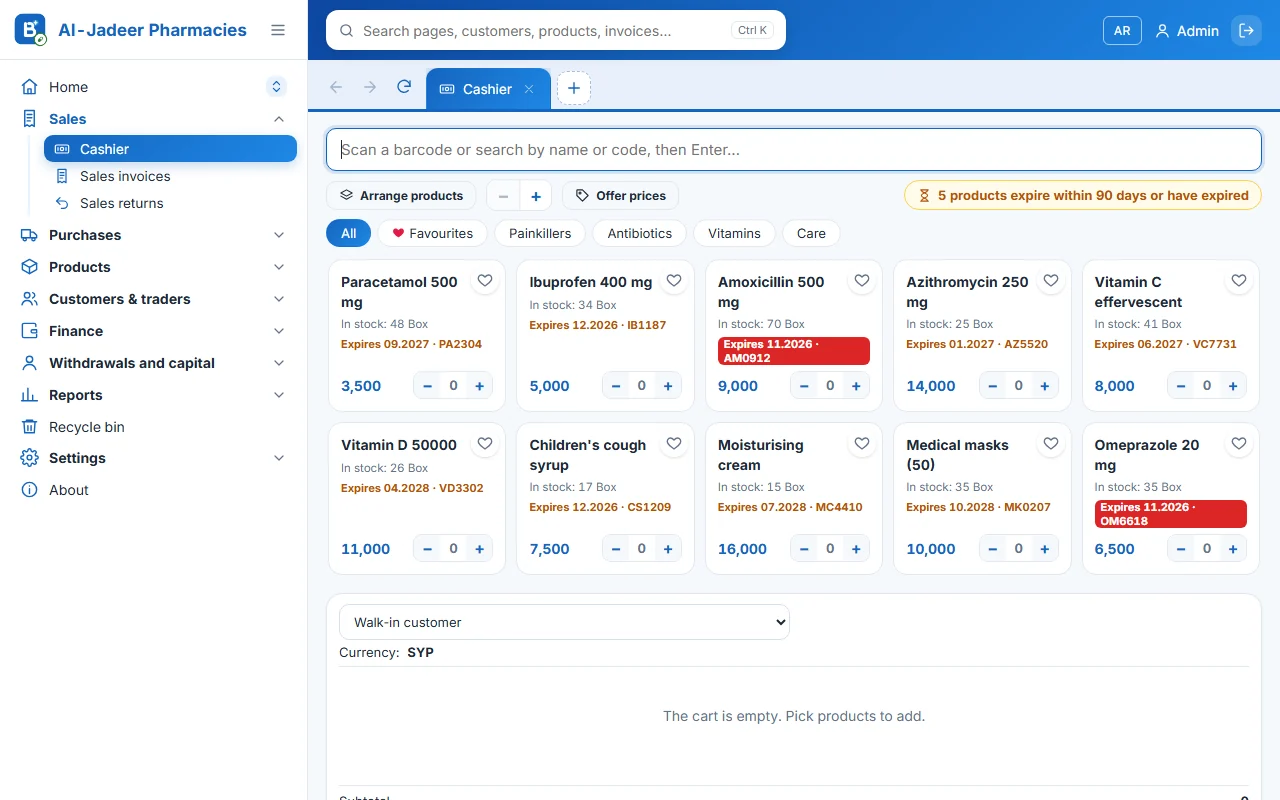 Al-Jadeer Pharmacies
Search pages, customers, products, invoices...
Ctrl K
AR
Admin
Home
Sales
Cashier
Sales invoices
Sales returns
Purchases
Products
Customers & traders
Finance
Withdrawals and capital
Reports
Recycle bin
Settings
About
Cashier
Scan a barcode or search by name or code, then Enter...
Arrange products
− +
Offer prices
5 products expire within 90 days or have expired
All
Favourites
Painkillers
Antibiotics
Vitamins
Care
Paracetamol 500
mg
In stock: 48 Box
Expires 09.2027 · PA2304
3,500
− 0 +
Ibuprofen 400 mg
In stock: 34 Box
Expires 12.2026 · IB1187
5,000
− 0 +
Amoxicillin 500
mg
In stock: 70 Box
Expires 11.2026 ·
AM0912
9,000
− 0 +
Azithromycin 250
mg
In stock: 25 Box
Expires 01.2027 · AZ5520
14,000
− 0 +
Vitamin C
effervescent
In stock: 41 Box
Expires 06.2027 · VC7731
8,000
− 0 +
Vitamin D 50000
In stock: 26 Box
Expires 04.2028 · VD3302
11,000
− 0 +
Children's cough
syrup
In stock: 17 Box
Expires 12.2026 · CS1209
7,500
− 0 +
Moisturising
cream
In stock: 15 Box
Expires 07.2028 · MC4410
16,000
− 0 +
Medical masks
(50)
In stock: 35 Box
Expires 10.2028 · MK0207
10,000
− 0 +
Omeprazole 20
mg
In stock: 35 Box
Expires 11.2026 ·
OM6618
6,500
− 0 +
Walk-in customer
Currency: SYP
The cart is empty. Pick products to add.
Subtotal 0